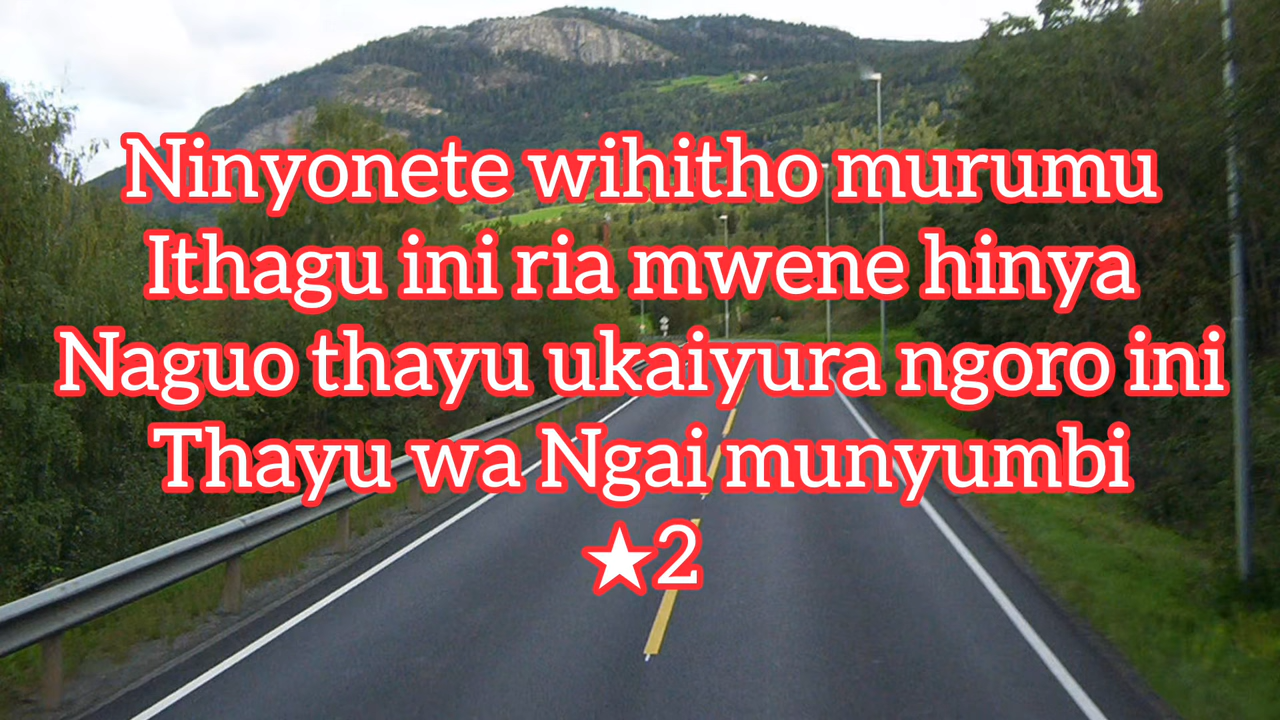 Ninyonete wihitho murumu
Ithagu ini ria mwene hinya
Naguo thayu ukaiyura ngoro ini
Thayu wa Ngai munyumbi
★2